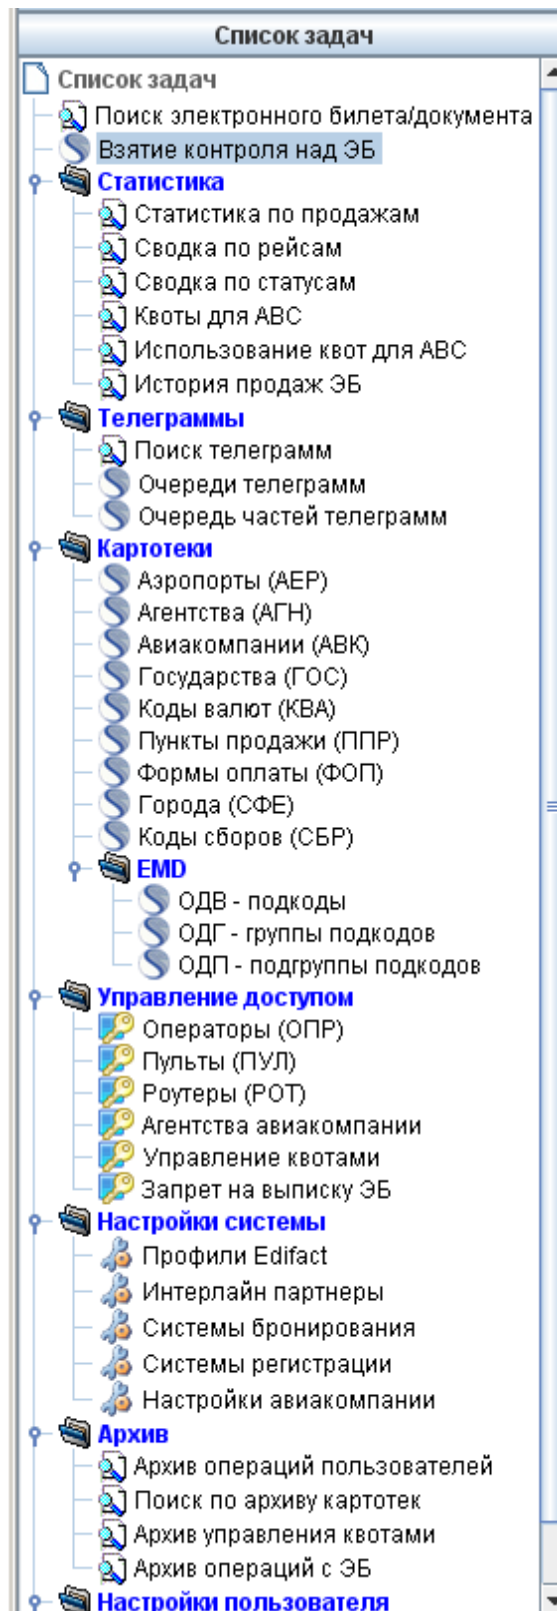 Список задач
Список задач
Поиск электронного билета/документа
Взятие контроля над ЭБ
Статистика
Статистика по продажам
Сводка по рейсам
Сводка по статусам
Квоты для АВС
Использование квот для АВС
История продаж ЭБ
Телеграммы
Поиск телеграмм
Очереди телеграмм
Очередь частей телеграмм
Картотеки
Аэропорты (АЕР)
Агентства (АГН)
Авиакомпании (АВК)
Государства (ГОС)
Коды валют (КВА)
Пункты продажи (ППР)
Формы оплаты (ФОП)
Города (СФЕ)
Коды сборов (СБР)
EMD
ОДВ - подкоды
ОДГ - группы подкодов
ОДП - подгруппы подкодов
Управление доступом
Операторы (ОПР)
Пульты (ПУЛ)
Роутеры (РОТ)
Агентства авиакомпании
Управление квотами
Запрет на выписку ЭБ
Настройки системы
Профили Edifact
Интерлайн партнеры
Системы бронирования
Системы регистрации
Настройки авиакомпании
Архив
Архив операций пользователей
Поиск по архиву картотек
Архив управления квотами
Архив операций с ЭБ
Настройки пользователя